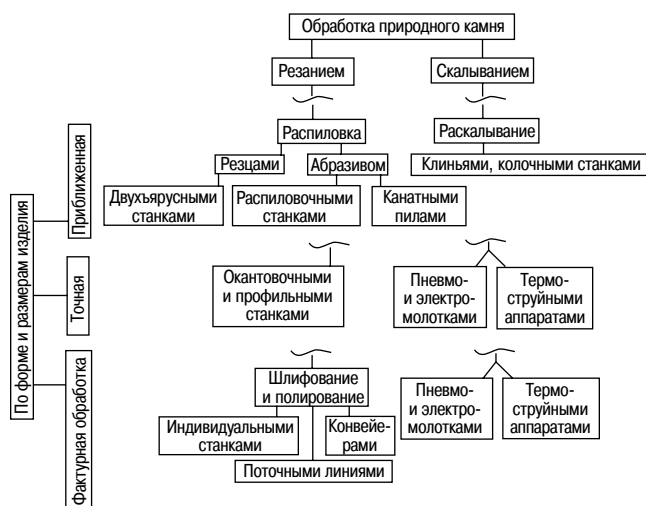 Обработка природного камня
Резанием
Скалыванием
Распиловка
Раскалывание
Резцами
Абразивом
Клиньями, колочными станками
Двухъярусными
станками
Распиловочными
станками
Канатными
пилами
Окантовочными
и профильными
станками
Пневмо-
и электро-
молотками
Термо-
струйными
аппаратами
Шлифование
и полирование
Индивидуальными
станками
Конвейе-
рами
Поточными линиями
Пневмо-
и электро-
молотками
Термо-
струйными
аппаратами
По форме и размерам изделия
Приближенная
Точная
Фактурная обработка